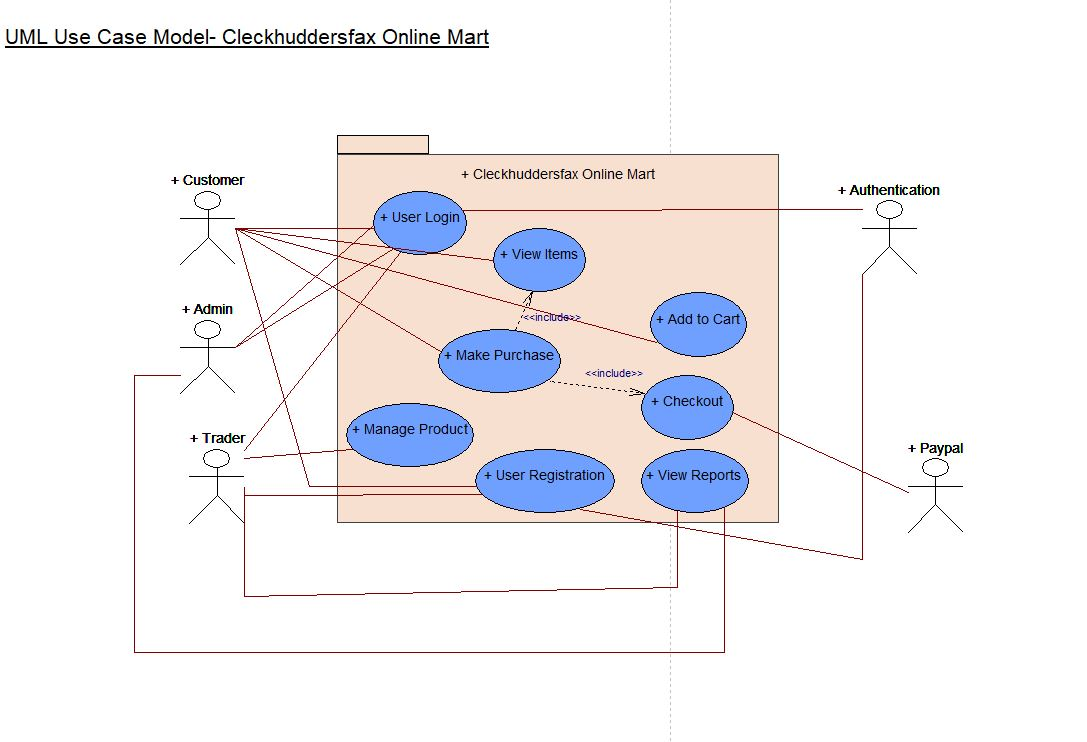 UML Use Case Model- Cleckhuddersfax Online Mart
+ Cleckhuddersfax Online Mart
+ Customer
+ Authentication
+ User Login
+ View Items
+ Admin
<<include>>
+ Add to Cart
+ Make Purchase
<<include>>
+ Checkout
+ Trader
+ Manage Product
+ Paypal
+ User Registration
+ View Reports